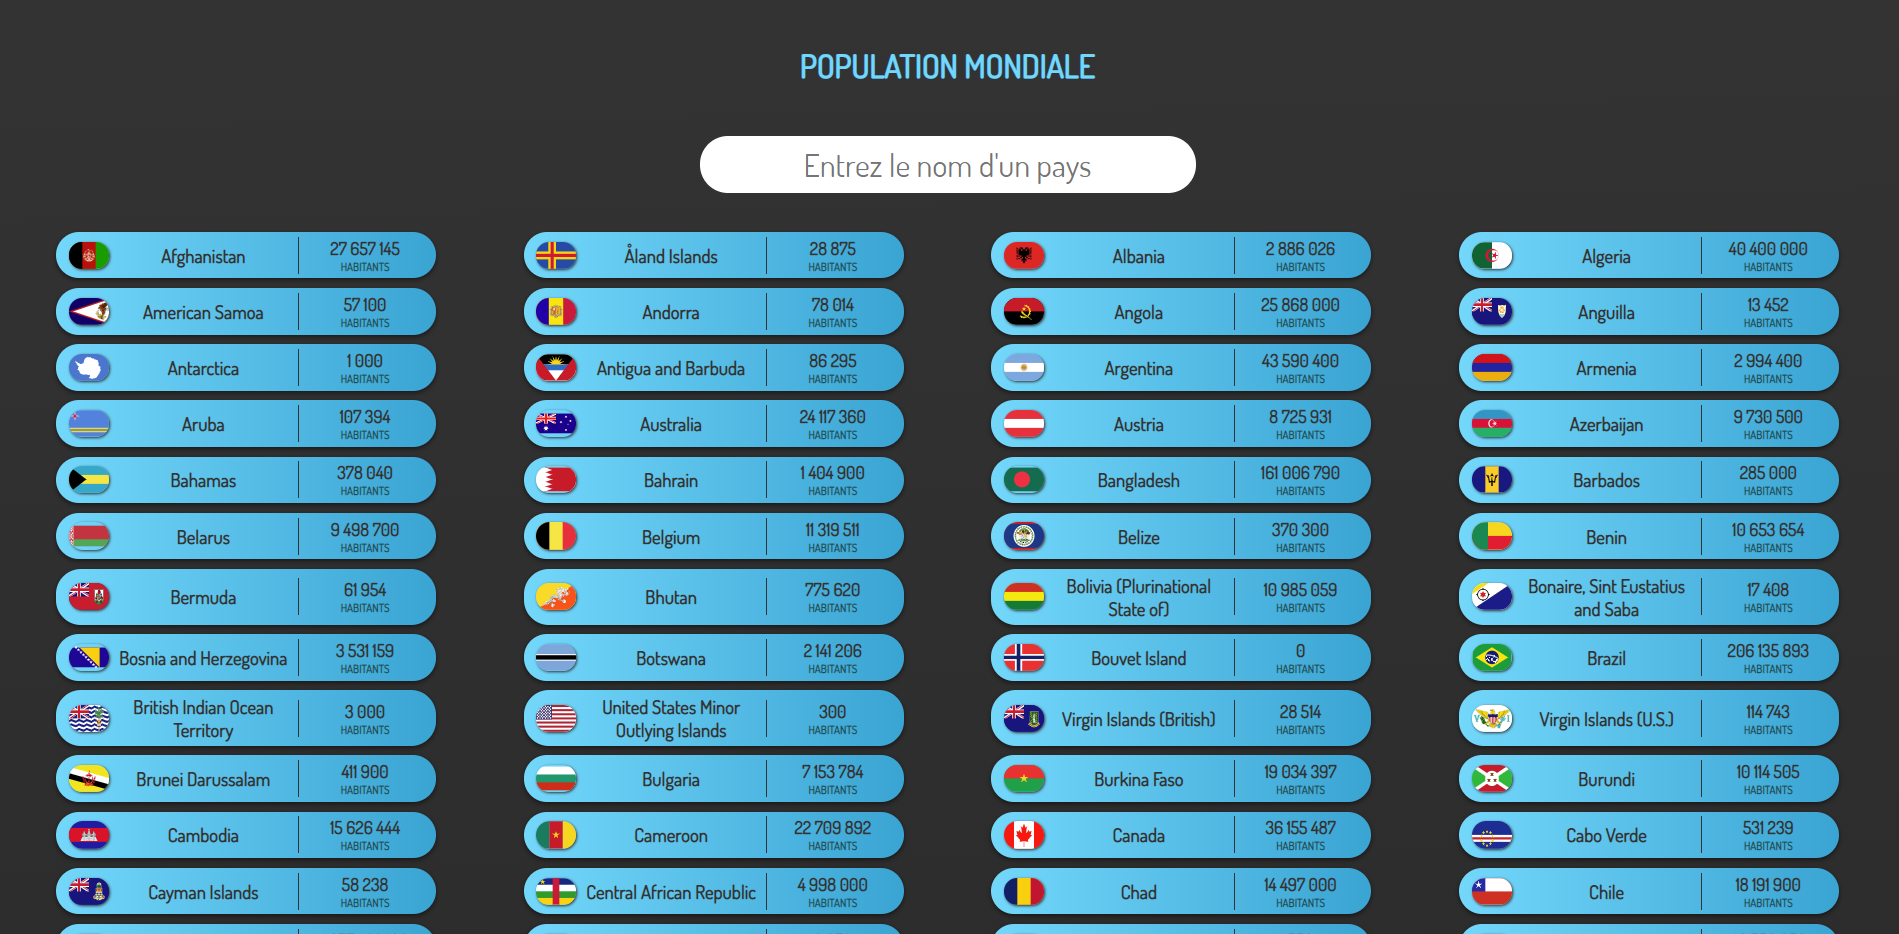 POPULATION MONDIALE
Entrez le nom d'un pays
Afghanistan
27 657 145
HABITANTS
Åland Islands
28 875
HABITANTS
Albania
2 886 026
HABITANTS
Algeria
40 400 000
HABITANTS
American Samoa
57 100
HABITANTS
Andorra
78 014
HABITANTS
Angola
25 868 000
HABITANTS
Anguilla
13 452
HABITANTS
Antarctica
1 000
HABITANTS
Antigua and Barbuda
86 295
HABITANTS
Argentina
43 590 400
HABITANTS
Armenia
2 994 400
HABITANTS
Aruba
107 394
HABITANTS
Australia
24 117 360
HABITANTS
Austria
8 725 931
HABITANTS
Azerbaijan
9 730 500
HABITANTS
Bahamas
378 040
HABITANTS
Bahrain
1 404 900
HABITANTS
Bangladesh
161 006 790
HABITANTS
Barbados
285 000
HABITANTS
Belarus
9 498 700
HABITANTS
Belgium
11 319 511
HABITANTS
Belize
370 300
HABITANTS
Benin
10 653 654
HABITANTS
Bermuda
61 954
HABITANTS
Bhutan
775 620
HABITANTS
Bolivia (Plurinational
State of)
10 985 059
HABITANTS
Bonaire, Sint Eustatius
and Saba
17 408
HABITANTS
Bosnia and Herzegovina
3 531 159
HABITANTS
Botswana
2 141 206
HABITANTS
Bouvet Island
0
HABITANTS
Brazil
206 135 893
HABITANTS
British Indian Ocean
Territory
3 000
HABITANTS
United States Minor
Outlying Islands
300
HABITANTS
Virgin Islands (British)
28 514
HABITANTS
Virgin Islands (U.S.)
114 743
HABITANTS
Brunei Darussalam
411 900
HABITANTS
Bulgaria
7 153 784
HABITANTS
Burkina Faso
19 034 397
HABITANTS
Burundi
10 114 505
HABITANTS
Cambodia
15 626 444
HABITANTS
Cameroon
22 709 892
HABITANTS
Canada
36 155 487
HABITANTS
Cabo Verde
531 239
HABITANTS
Cayman Islands
58 238
HABITANTS
Central African Republic
4 998 000
HABITANTS
Chad
14 497 000
HABITANTS
Chile
18 191 900
HABITANTS